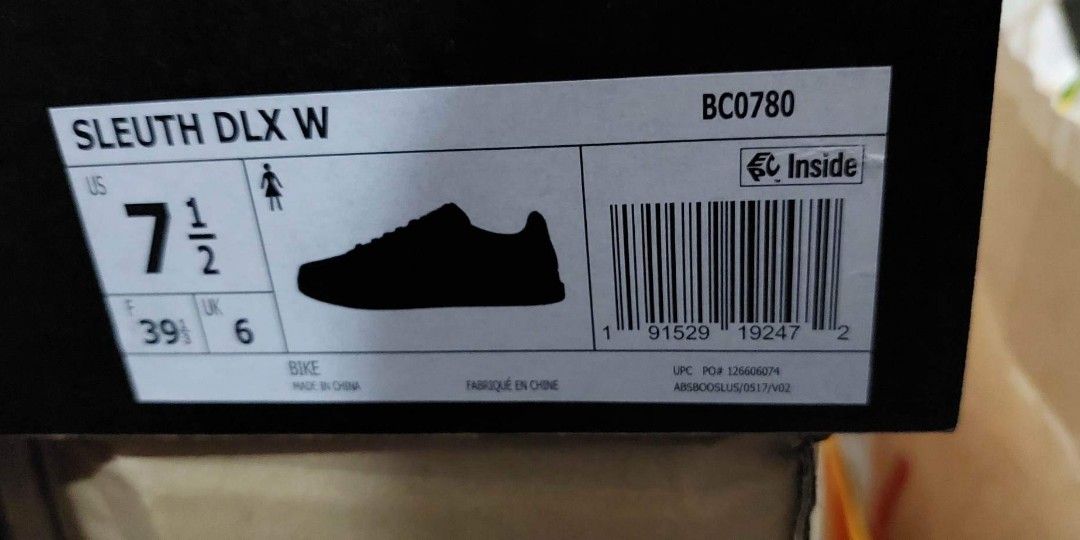 SLEUTH DLX W
BC0780
US
7 1/2
F
39 1/3
UK
6
Inside
1 91529 19247 2
BIKE
MADE IN CHINA
FABRIQUÉ EN CHINE
UPC PO# 126606074
ABSBOOSLUS/0517/V02